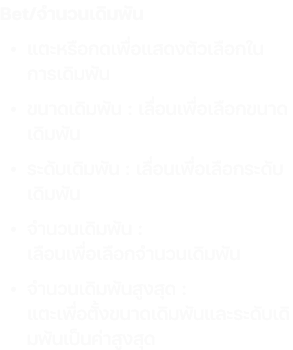 Bet/จำนวนเดิมพัน
• แตะหรือกดเพื่อแสดงตัวเลือกใน
การเดิมพัน
• ขนาดเดิมพัน : เลื่อนเพื่อเลือกขนาด
เดิมพัน
• ระดับเดิมพัน : เลื่อนเพื่อเลือกระดับ
เดิมพัน
• จำนวนเดิมพัน :
เลื่อนเพื่อเลือกจำนวนเดิมพัน
• จำนวนเดิมพันสูงสุด :
แตะเพื่อตั้งขนาดเดิมพันและระดับเดิ
มพันเป็นค่าสูงสุด